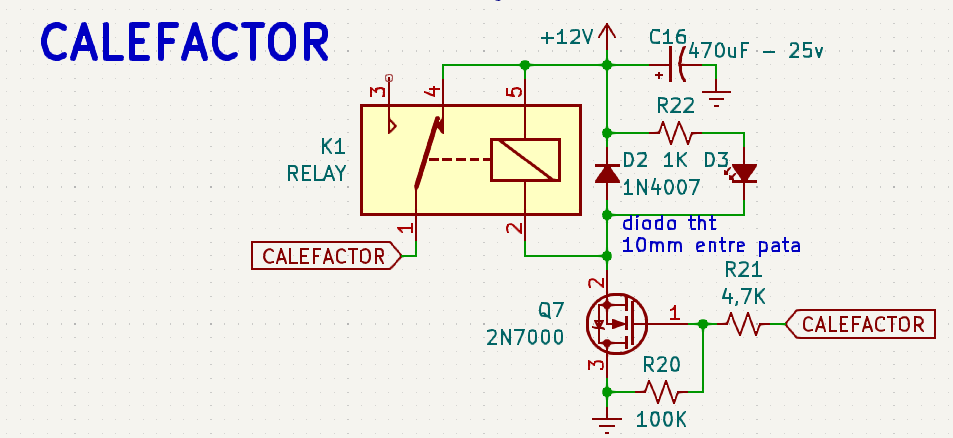 CALEFACTOR
+12V
C16
470uF - 25v
+
3
4
5
R22
K1
RELAY
D2 1K D3
1N4007
1
2
diodo tht
10mm entre pata
CALEFACTOR
R21
4,7K
2
Q7
2N7000
1
CALEFACTOR
3
R20
100K